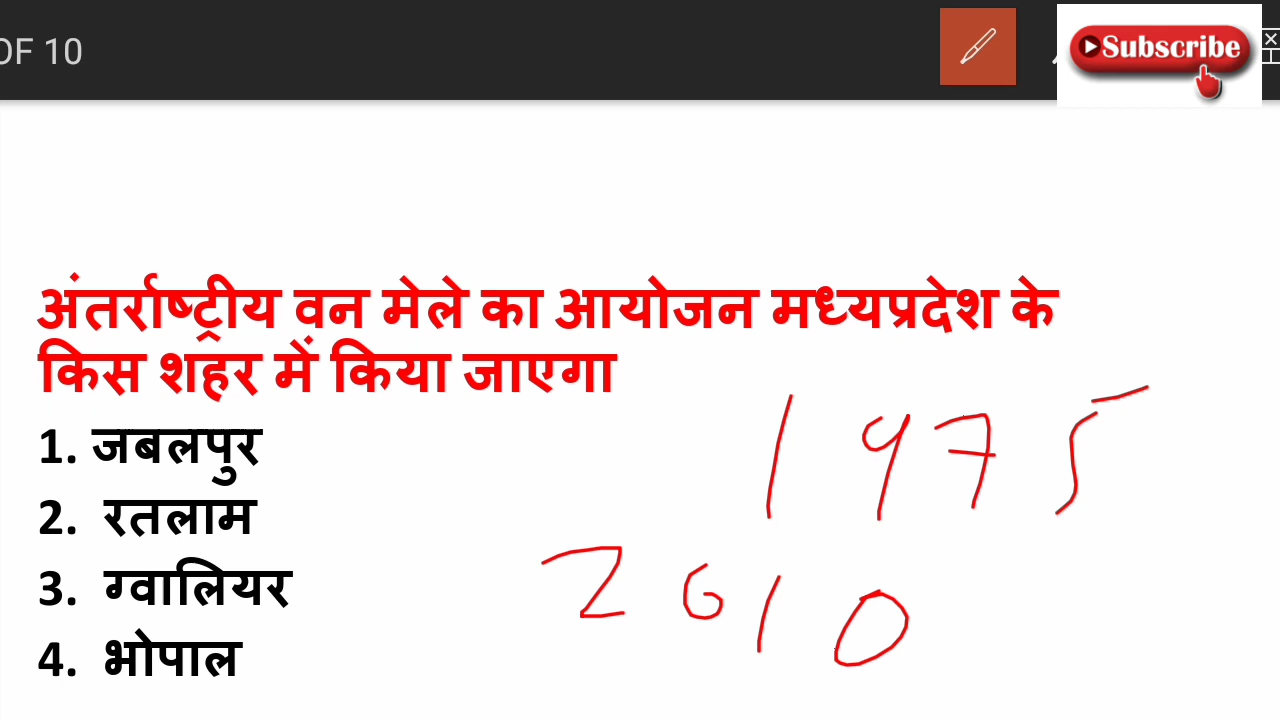 OF 10
Subscribe
अंतर्राष्ट्रीय वन मेले का आयोजन मध्यप्रदेश के
किस शहर में किया जाएगा
1. जबलपुर
2. रतलाम
3. ग्वालियर
4. भोपाल
1975
2010